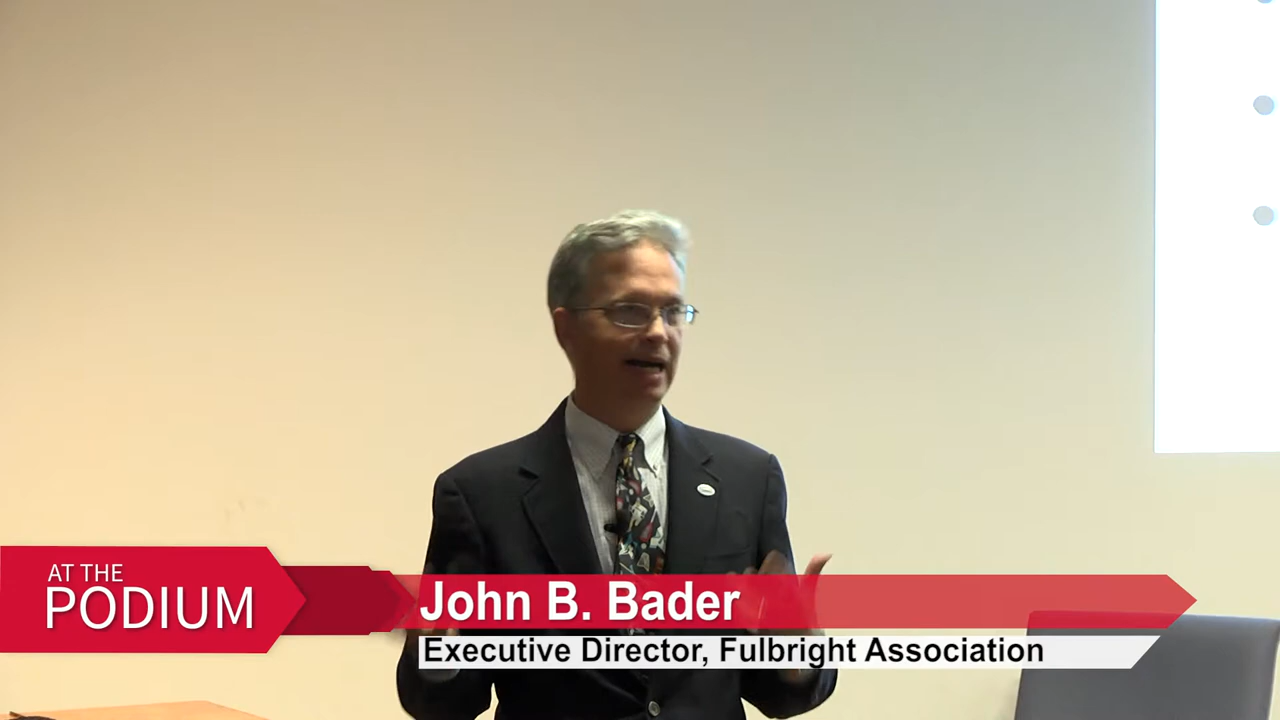 AT THE
PODIUM
John B. Bader
Executive Director, Fulbright Association